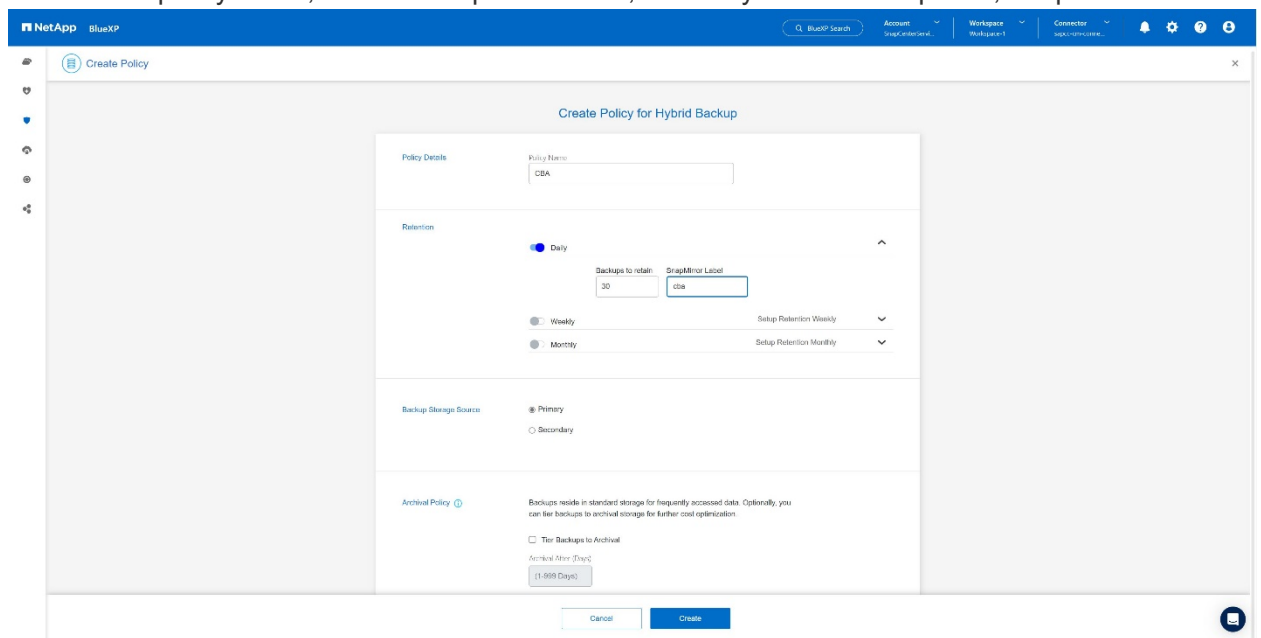 NetApp BlueXP
BlueXP Search
Account
SnapCenterServi...
Workspace
Workspace-1
Connector
Create Policy
Create Policy for Hybrid Backup
Policy Details
Policy Name
CBA
Retention
Daily
Backups to retain SnapMirror Label
30 cba
Weekly Setup Retention Weekly
Monthly Setup Retention Monthly
Backup Storage Source
Primary
Secondary
Archival Policy
Backups reside in standard storage for frequently accessed data. Optionally, you
can tier backups to archival storage for further cost optimization.
Tier Backups to Archival
Archival After (Days)
(1-999 Days)
Cancel Create